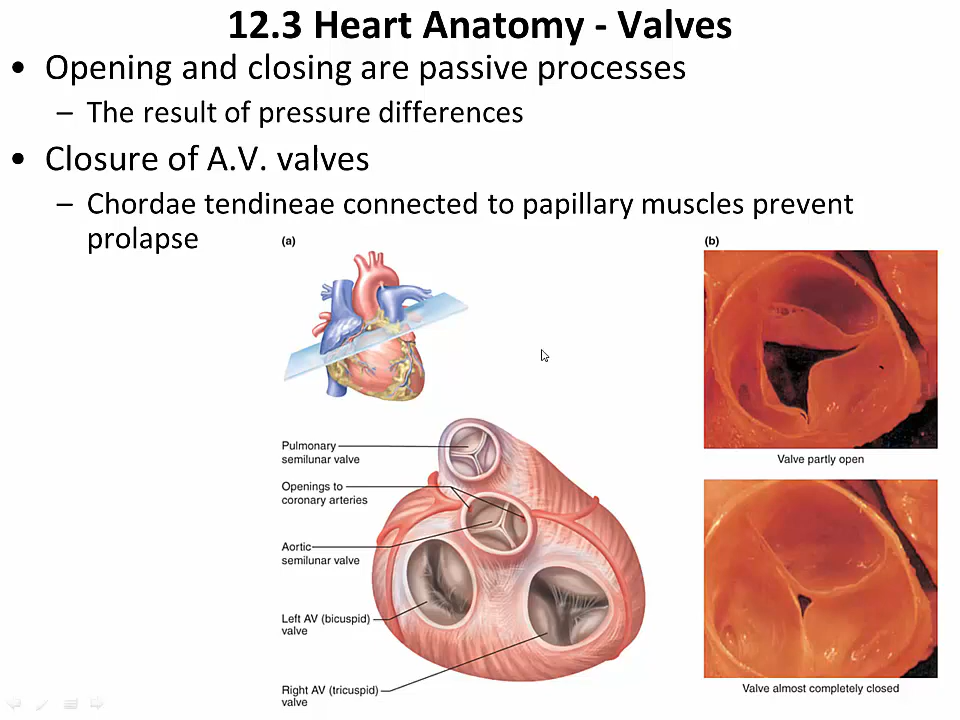 12.3 Heart Anatomy - Valves
• Opening and closing are passive processes
– The result of pressure differences
• Closure of A.V. valves
– Chordae tendineae connected to papillary muscles prevent
prolapse
(a)
Pulmonary
semilunar valve
Openings to
coronary arteries
Aortic
semilunar valve
Left AV (bicuspid)
valve
Right AV (tricuspid)
valve
(b)
Valve partly open
Valve almost completely closed